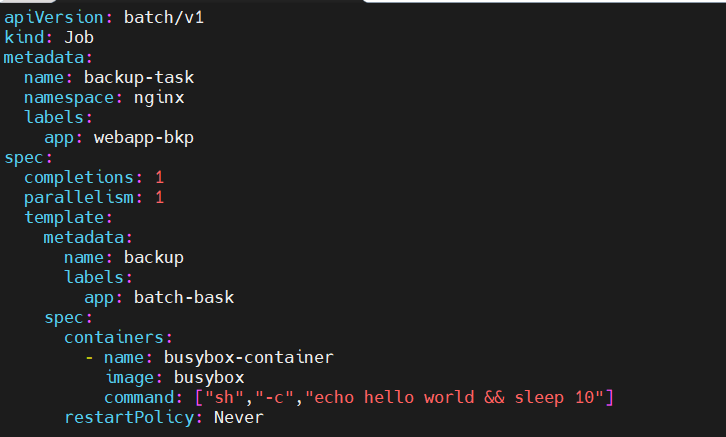 apiVersion: batch/v1
kind: Job
metadata:
  name: backup-task
  namespace: nginx
  labels:
    app: webapp-bkp
spec:
  completions: 1
  parallelism: 1
  template:
    metadata:
      name: backup
      labels:
        app: batch-bask
    spec:
      containers:
        - name: busybox-container
          image: busybox
          command: ["sh","-c","echo hello world && sleep 10"]
      restartPolicy: Never